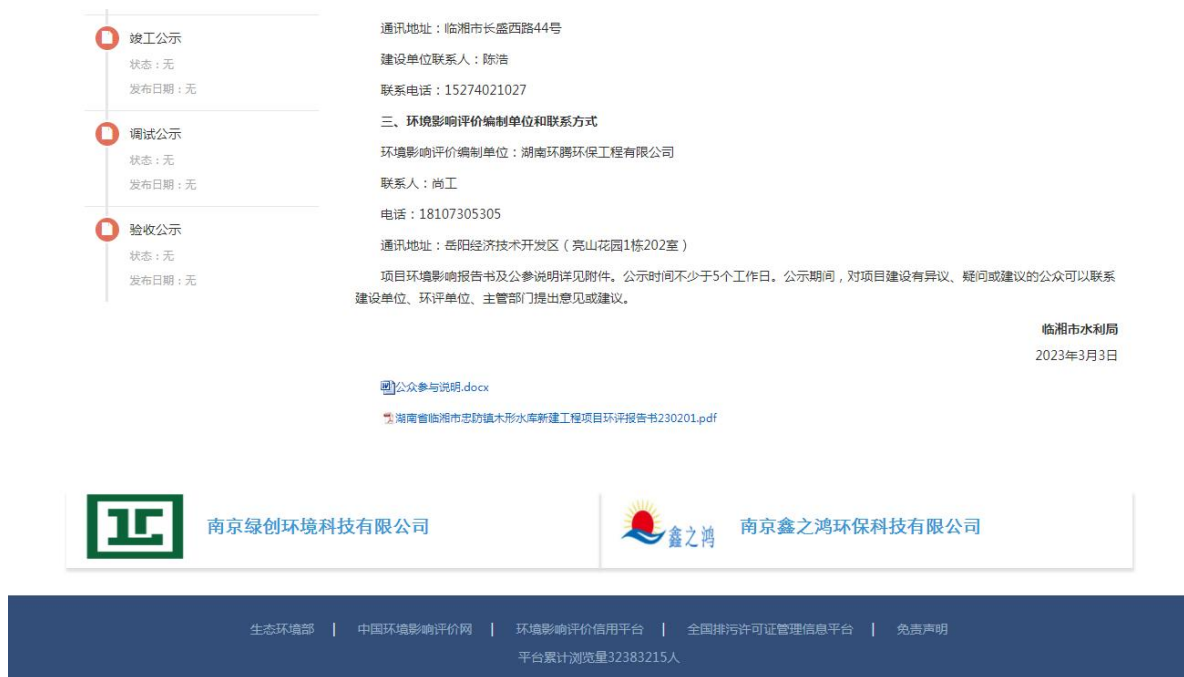 竣工公示
状态：无
发布日期：无
调试公示
状态：无
发布日期：无
验收公示
状态：无
发布日期：无
通讯地址：临湘市长盛西路44号
建设单位联系人：陈浩
联系电话：15274021027
三、环境影响评价编制单位和联系方式
环境影响评价编制单位：湖南环腾环保工程有限公司
联系人：尚工
电话：18107305305
通讯地址：岳阳经济技术开发区（亮山花园1栋202室）
项目环境影响报告书及公参说明详见附件。公示时间不少于5个工作日。公示期间，对项目建设有异议、疑问或建议的公众可以联系
建设单位、环评单位、主管部门提出意见或建议。
临湘市水利局
2023年3月3日
公众参与说明.docx
湖南省临湘市忠防镇木形水库新建工程项目环评报告书230201.pdf
南京绿创环境科技有限公司
鑫之鸿
南京鑫之鸿环保科技有限公司
生态环境部 | 中国环境影响评价网 | 环境影响评价信用平台 | 全国排污许可证管理信息平台 | 免责声明
平台累计浏览量32383215人